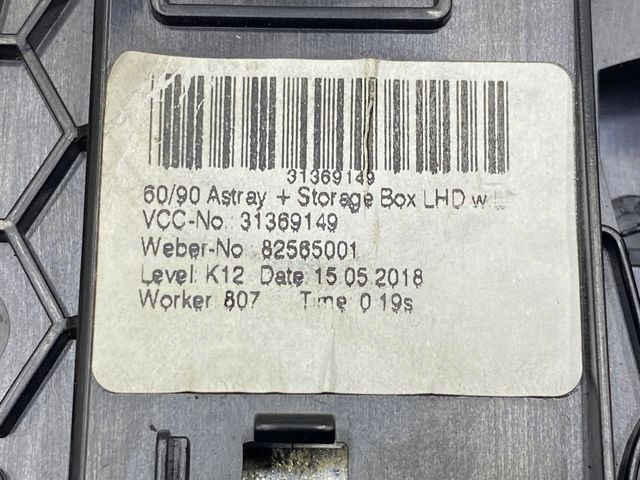 31369149
60/90 Astray + Storage Box LHD w
VCC-No. 31369149
Weber-No 82565001
Level: K12 Date 15.05.2018
Worker 807 Time 0.19s